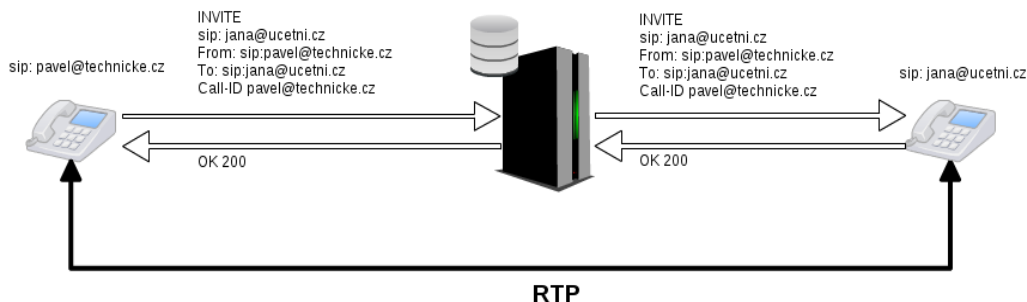 sip: pavel@technicke.cz
INVITE
sip: jana@ucetni.cz
From: sip:pavel@technicke.cz
To: sip:jana@ucetni.cz
Call-ID pavel@technicke.cz
OK 200
INVITE
sip: jana@ucetni.cz
From: sip:pavel@technicke.cz
To: sip:jana@ucetni.cz
Call-ID pavel@technicke.cz
OK 200
sip: jana@ucetni.cz
RTP